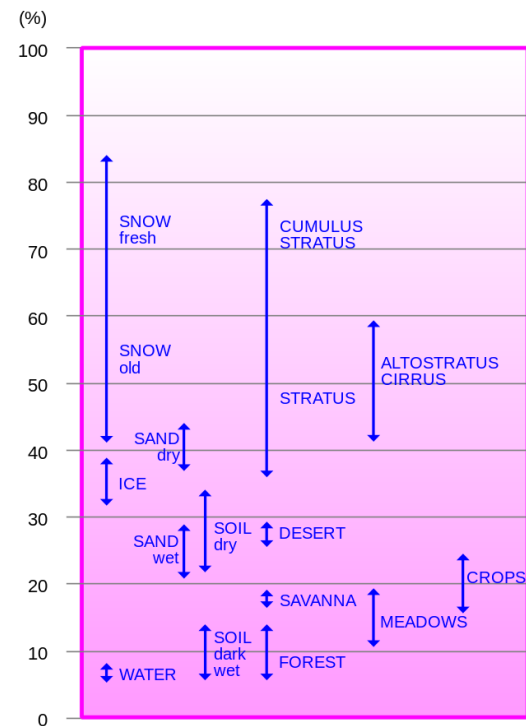 (%)
100
90
80
70
60
50
40
30
20
10
0
SNOW
fresh
CUMULUS
STRATUS
SNOW
old
ALTOSTRATUS
CIRRUS
STRATUS
SAND
dry
ICE
SOIL
dry
DESERT
SAND
wet
CROPS
SAVANNA
MEADOWS
SOIL
dark
wet
FOREST
WATER